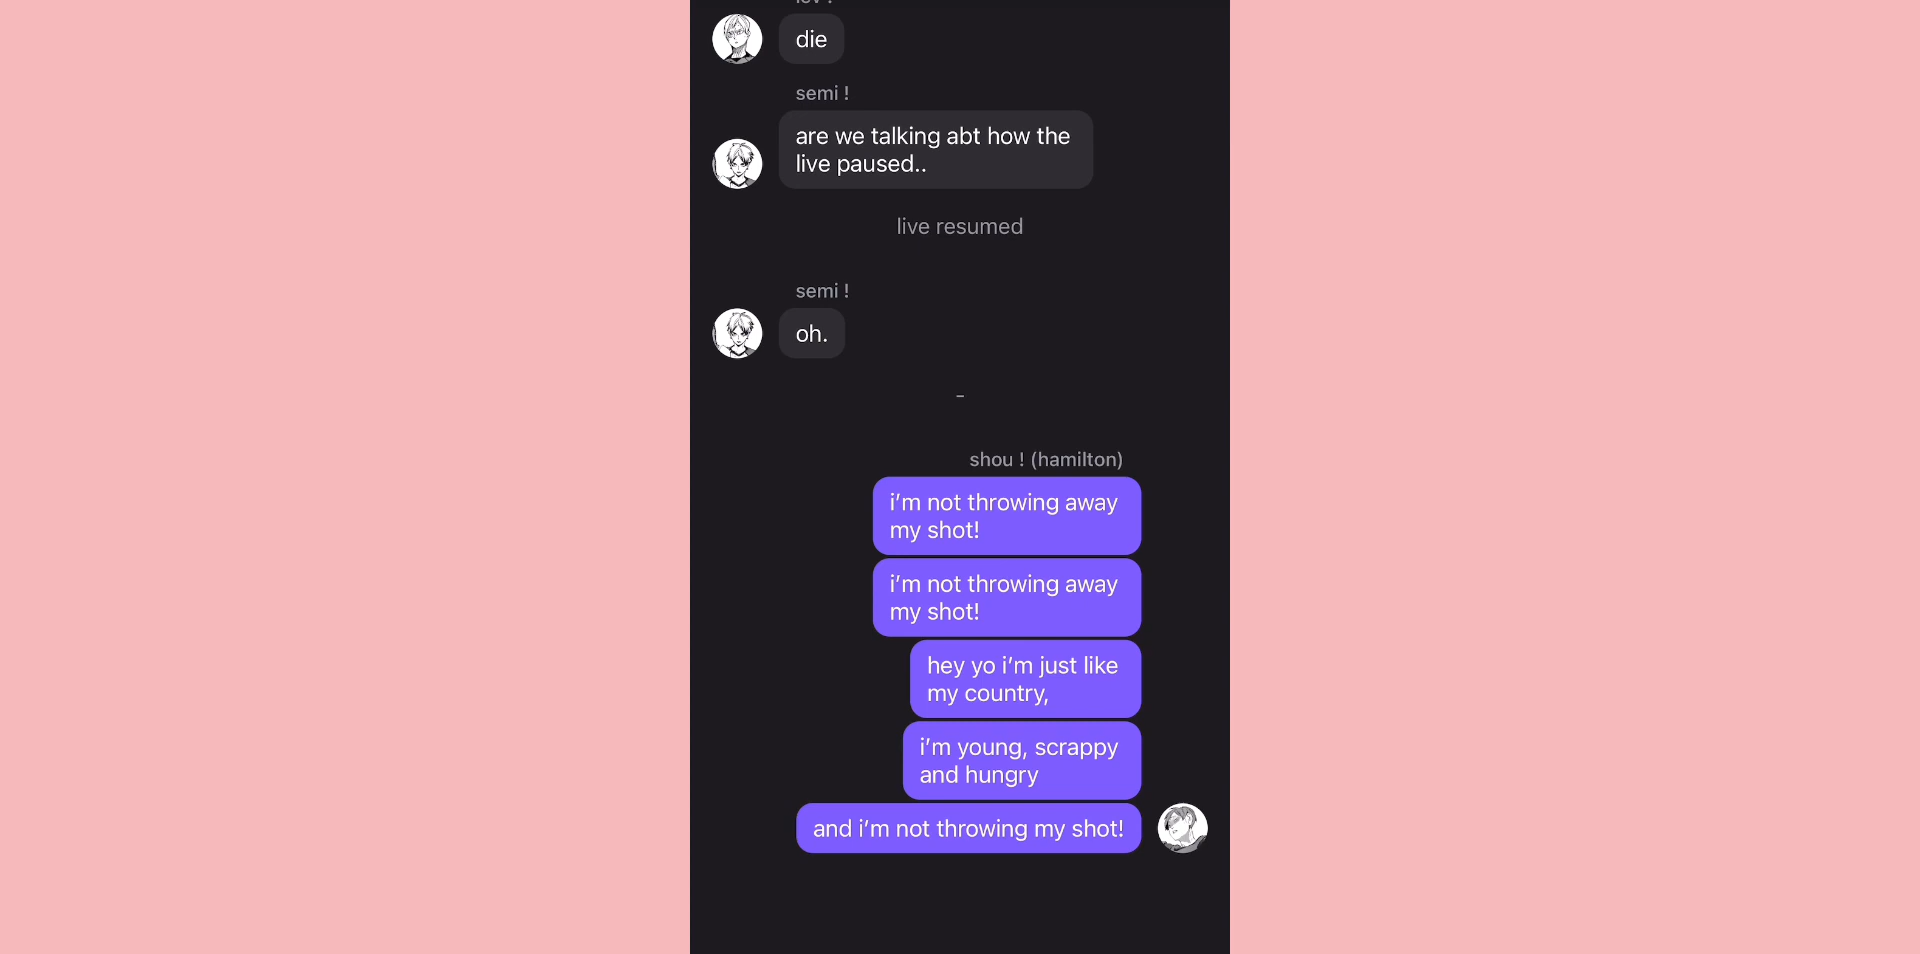 die
semi !
are we talking abt how the
live paused..
live resumed
semi !
oh.
-
shou ! (hamilton)
i’m not throwing away
my shot!
i’m not throwing away
my shot!
hey yo i’m just like
my country,
i’m young, scrappy
and hungry
and i’m not throwing my shot!